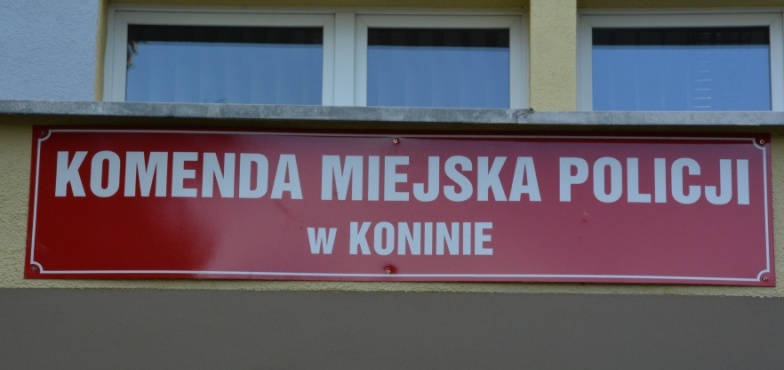 KOMENDA MIEJSKA POLICJI
w KONINIE